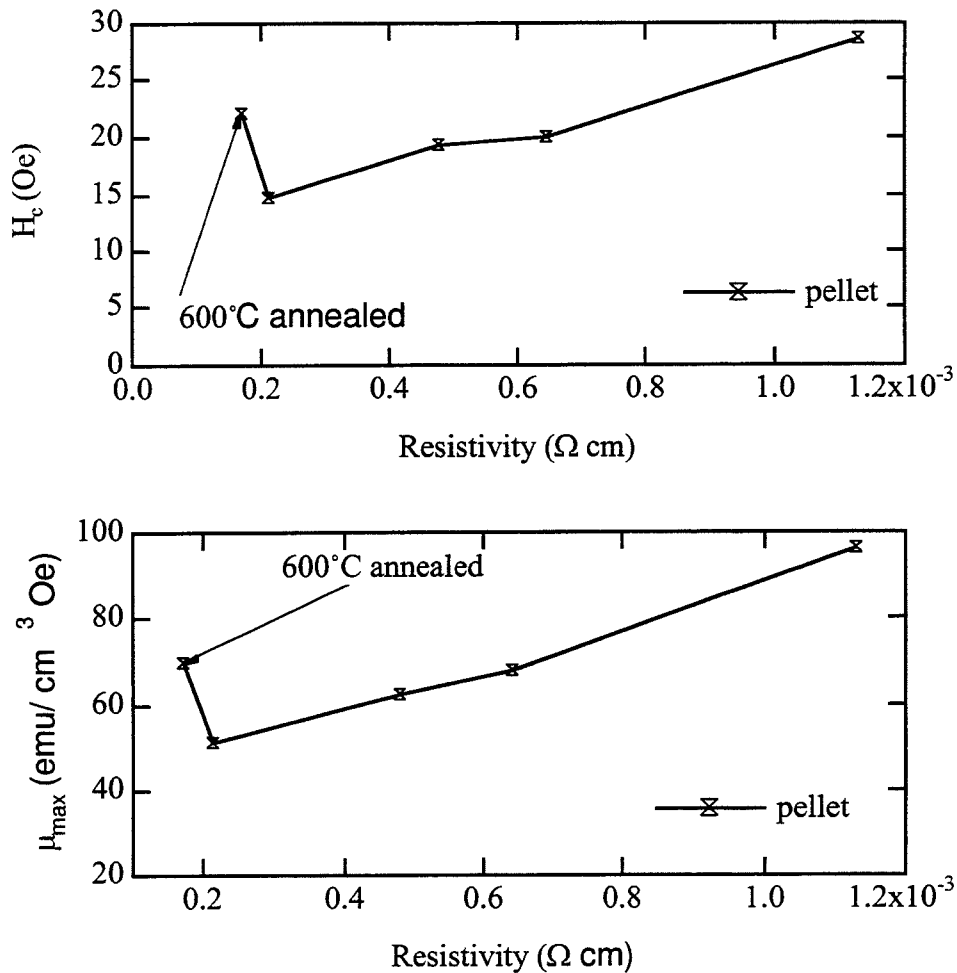 30
25
20
15
10
5
0
H_c (Oe)
600°C annealed
pellet
0.0 0.2 0.4 0.6 0.8 1.0 1.2x10⁻³
Resistivity (Ω cm)
100
80
60
40
20
μ_max (emu/ cm ³ Oe)
600°C annealed
pellet
0.2 0.4 0.6 0.8 1.0 1.2x10⁻³
Resistivity (Ω cm)